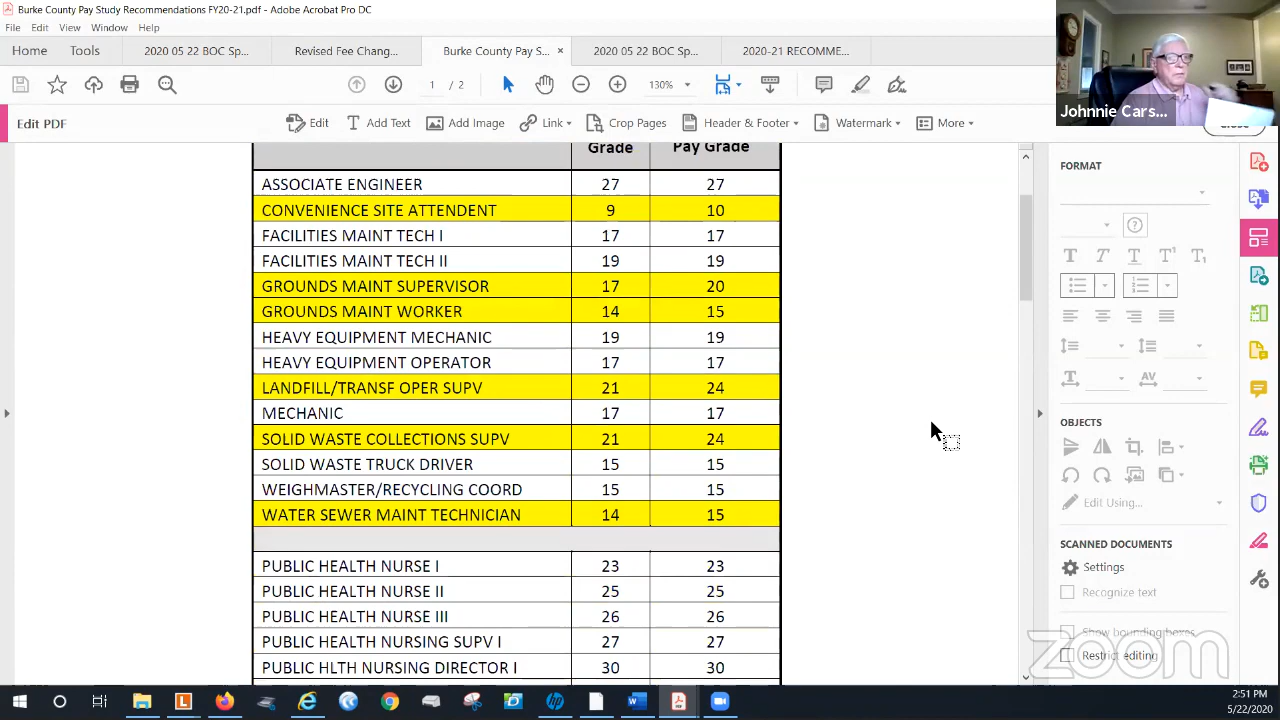 Burke County Pay Study Recommendations FY20-21.pdf - Adobe Acrobat Pro DC
File Edit View Window Help
Home Tools 2020 05 22 BOC Sp... Revised Fee Chang... Burke County Pay S... × 2020 05 22 BOC Sp... 2020-21 RECOMME...
1 / 2 130%
Johnnie Cars...
Close
Edit PDF Edit Add Image Link Crop Pages Header & Footer Watermark More
Grade Pay Grade
ASSOCIATE ENGINEER 27 27
CONVENIENCE SITE ATTENDENT 9 10
FACILITIES MAINT TECH I 17 17
FACILITIES MAINT TECH II 19 19
GROUNDS MAINT SUPERVISOR 17 20
GROUNDS MAINT WORKER 14 15
HEAVY EQUIPMENT MECHANIC 19 19
HEAVY EQUIPMENT OPERATOR 17 17
LANDFILL/TRANSF OPER SUPV 21 24
MECHANIC 17 17
SOLID WASTE COLLECTIONS SUPV 21 24
SOLID WASTE TRUCK DRIVER 15 15
WEIGHMASTER/RECYCLING COORD 15 15
WATER SEWER MAINT TECHNICIAN 14 15
PUBLIC HEALTH NURSE I 23 23
PUBLIC HEALTH NURSE II 25 25
PUBLIC HEALTH NURSE III 26 26
PUBLIC HEALTH NURSING SUPV I 27 27
PUBLIC HLTH NURSING DIRECTOR I 30 30
FORMAT
OBJECTS
Edit Using...
SCANNED DOCUMENTS
Settings
Recognize text
Show bounding boxes
Restrict editing
zoom
2:51 PM
5/22/2020